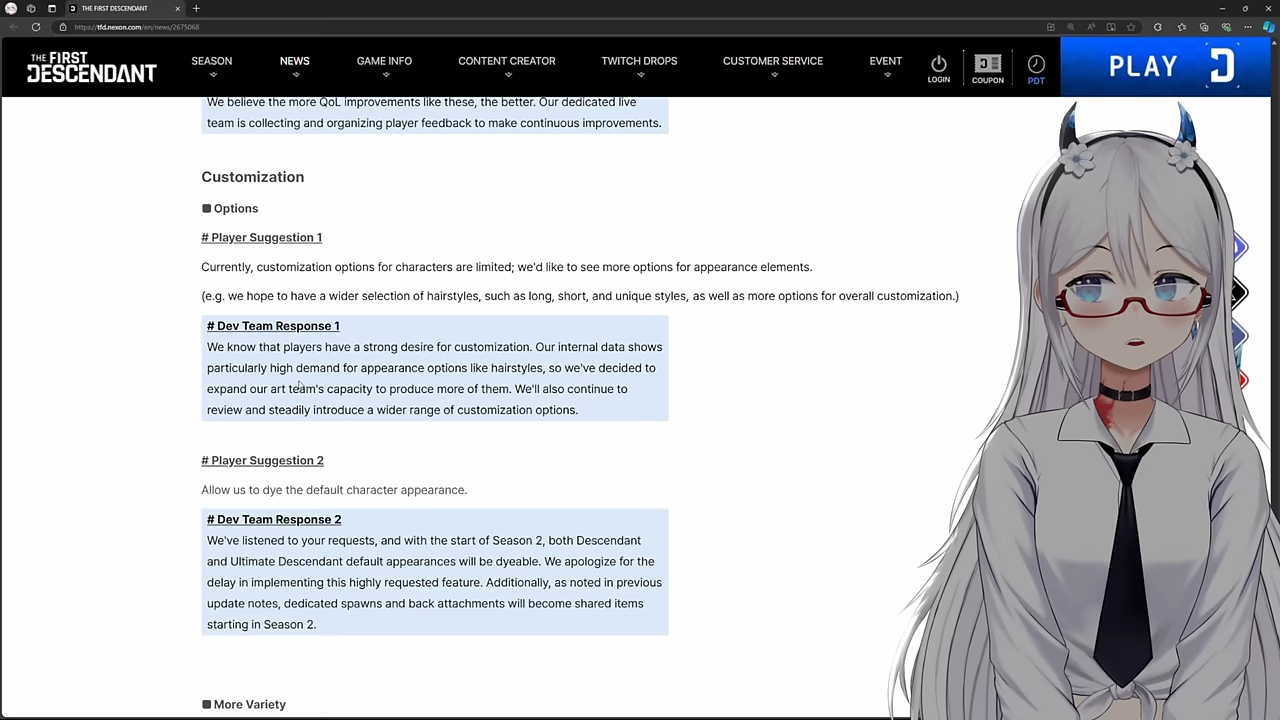 THE FIRST DESCENDANT
https://tfd.nexon.com/en/news/2675068
THE FIRST
DESCENDANT
SEASON
NEWS
GAME INFO
CONTENT CREATOR
TWITCH DROPS
CUSTOMER SERVICE
EVENT
LOGIN
COUPON
PDT
PLAY
We believe the more QoL improvements like these, the better. Our dedicated live
team is collecting and organizing player feedback to make continuous improvements.
Customization
Options
# Player Suggestion 1
Currently, customization options for characters are limited; we'd like to see more options for appearance elements.
(e.g. we hope to have a wider selection of hairstyles, such as long, short, and unique styles, as well as more options for overall customization.)
# Dev Team Response 1
We know that players have a strong desire for customization. Our internal data shows
particularly high demand for appearance options like hairstyles, so we've decided to
expand our art team's capacity to produce more of them. We'll also continue to
review and steadily introduce a wider range of customization options.
# Player Suggestion 2
Allow us to dye the default character appearance.
# Dev Team Response 2
We've listened to your requests, and with the start of Season 2, both Descendant
and Ultimate Descendant default appearances will be dyeable. We apologize for the
delay in implementing this highly requested feature. Additionally, as noted in previous
update notes, dedicated spawns and back attachments will become shared items
starting in Season 2.
More Variety